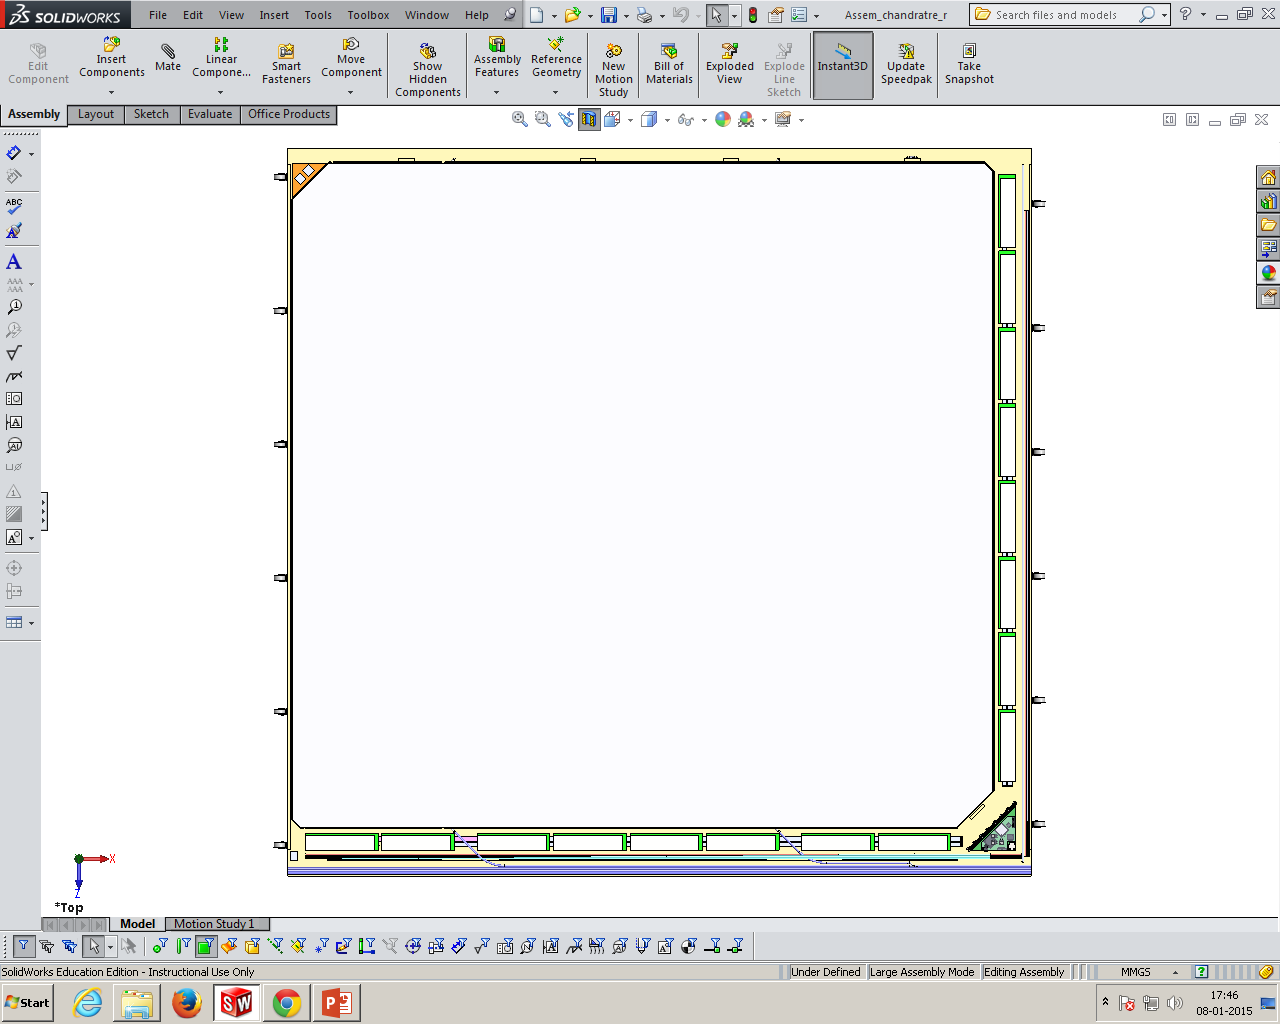 SOLIDWORKS File Edit View Insert Tools Toolbox Window Help Assem_chandratre_r Search files and models ?
Edit Component
Insert Components
Mate
Linear Compone...
Smart Fasteners
Move Component
Show Hidden Components
Assembly Features
Reference Geometry
New Motion Study
Bill of Materials
Exploded View
Explode Line Sketch
Instant3D
Update Speedpak
Take Snapshot
Assembly Layout Sketch Evaluate Office Products
ABC
A
AAA
X
Z
*Top
Model Motion Study 1
SolidWorks Education Edition - Instructional Use Only Under Defined Large Assembly Mode Editing Assembly MMGS ?
Start SW P 17:46
08-01-2015